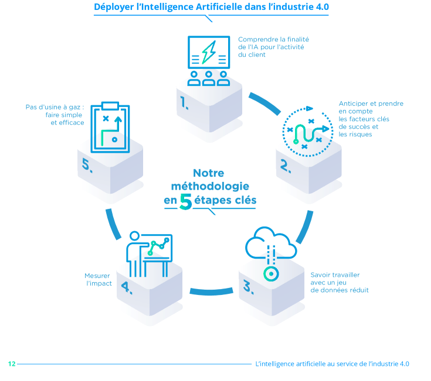 Déployer l'Intelligence Artificielle dans l'industrie 4.0
Comprendre la finalité
de l'IA pour l'activité
du client
1.
Anticiper et prendre
en compte
les facteurs clés
de succès et
les risques
2.
Savoir travailler
avec un jeu
de données réduit
3.
Mesurer
l'impact
4.
Pas d'usine à gaz :
faire simple
et efficace
5.
Notre
méthodologie
en 5 étapes clés
12
L'intelligence artificielle au service de l'industrie 4.0